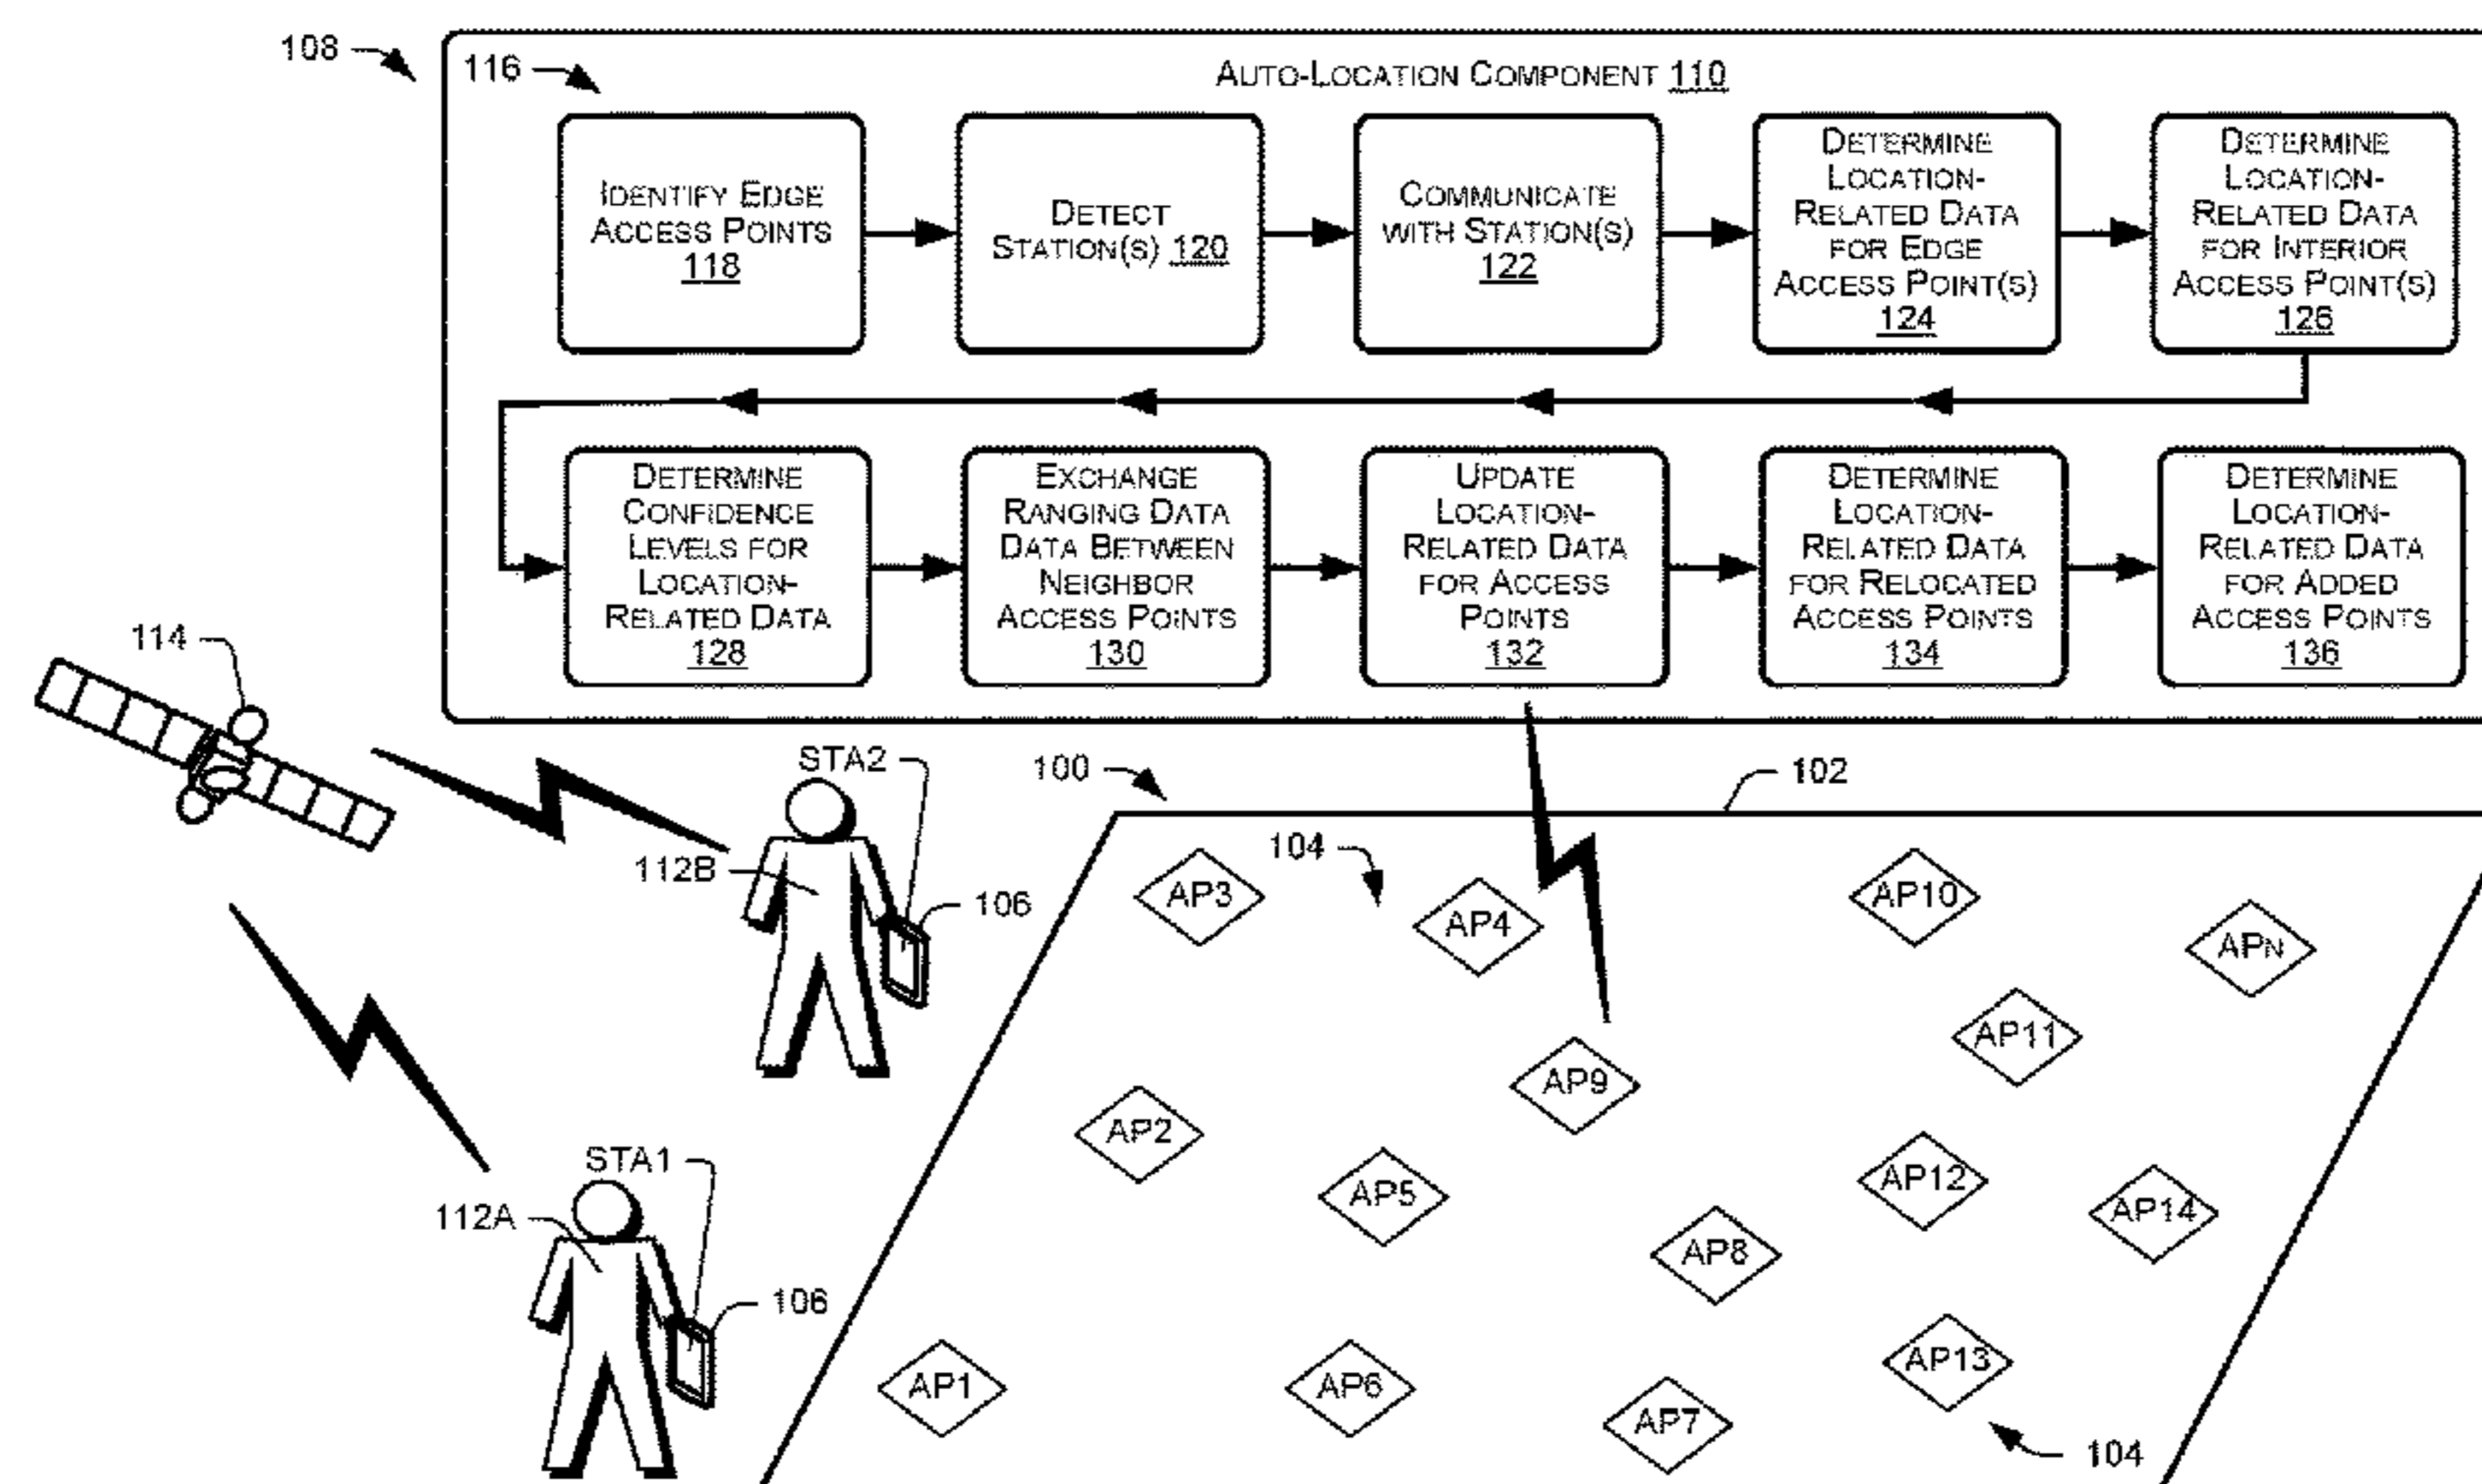 108
116
AUTO-LOCATION COMPONENT 110
IDENTIFY EDGE
ACCESS POINTS
118
DETECT
STATION(S) 120
COMMUNICATE
WITH STATION(S)
122
DETERMINE
LOCATION-
RELATED DATA
FOR EDGE
ACCESS POINT(S)
124
DETERMINE
LOCATION-
RELATED DATA
FOR INTERIOR
ACCESS POINT(S)
126
DETERMINE
CONFIDENCE
LEVELS FOR
LOCATION-
RELATED DATA
128
EXCHANGE
RANGING DATA
DATA BETWEEN
NEIGHBOR
ACCESS POINTS
130
UPDATE
LOCATION-
RELATED DATA
FOR ACCESS
POINTS
132
DETERMINE
LOCATION-
RELATED DATA
FOR RELOCATED
ACCESS POINTS
134
DETERMINE
LOCATION-
RELATED DATA
FOR ADDED
ACCESS POINTS
136
114
STA2
112B
106
STA1
112A
106
100
102
104
AP3
AP4
AP10
APN
AP11
AP9
AP2
AP5
AP12
AP14
AP8
AP1
AP6
AP13
AP7
104